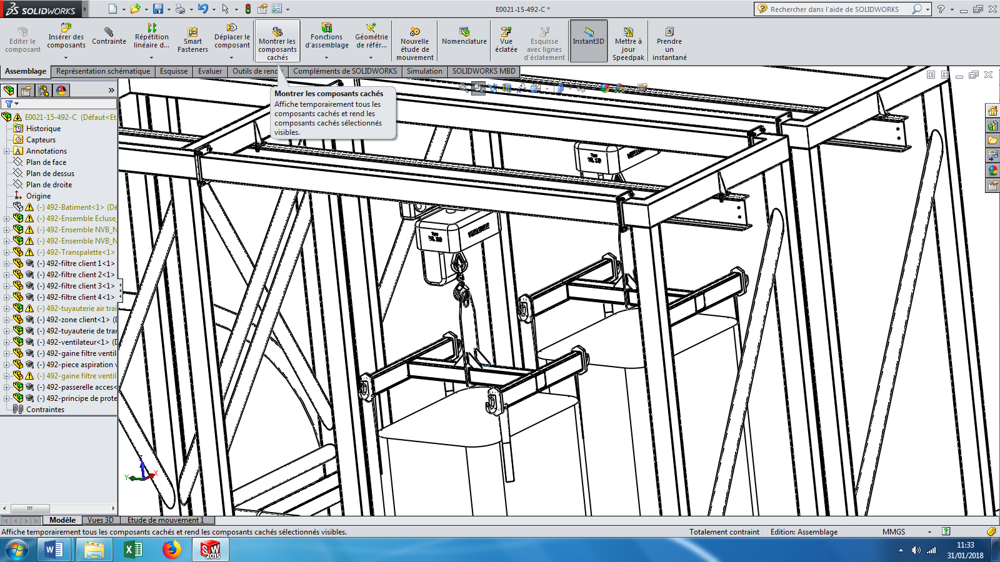 SOLIDWORKS
E0021-15-492-C *
Rechercher dans l'aide de SOLIDWORKS
Editer le composant
Insérer des composants
Contrainte
Répétition linéaire d...
Smart Fasteners
Déplacer le composant
Montrer les composants cachés
Fonctions d'assemblage
Géométrie de référ...
Nouvelle étude de mouvement
Nomenclature
Vue éclatée
Esquisse avec lignes d'éclatement
Instant3D
Mettre à jour Speedpak
Prendre un instantané
Assemblage
Représentation schématique
Esquisse
Evaluer
Outils de rendu
Compléments de SOLIDWORKS
Simulation
SOLIDWORKS MBD
Montrer les composants cachés
Affiche temporairement tous les
composants cachés et rend les
composants cachés sélectionnés
visibles.
E0021-15-492-C (Défaut<Et
Historique
Capteurs
Annotations
Plan de face
Plan de dessus
Plan de droite
Origine
(-) 492-Batiment<1> (Dé
(-) 492-Ensemble Ecluse_
(-) 492-Ensemble NVB_N
(-) 492-Ensemble NVB_N
(-) 492-Transpalette<1>
(-) 492-filtre client 1<1>
(-) 492-filtre client 2<1>
(-) 492-filtre client 3<1>
(-) 492-filtre client 4<1>
(-) 492-tuyauterie air trai
(-) 492-zone client<1> (D
(-) 492-tuyauterie de trar
(-) 492-ventilateur<1> (D
(-) 492-gaine filtre ventil
(-) 492-piece aspiration v
(-) 492-gaine filtre ventil
(-) 492-passerelle acces<
(-) 492-principe de prote
Contraintes
VL 10
VL 10
Z
Y
X
Modèle
Vues 3D
Etude de mouvement 1
Affiche temporairement tous les composants cachés et rend les composants cachés sélectionnés visibles.
Totalement contraint
Edition: Assemblage
MMGS
SW
2015
11:33
31/01/2018